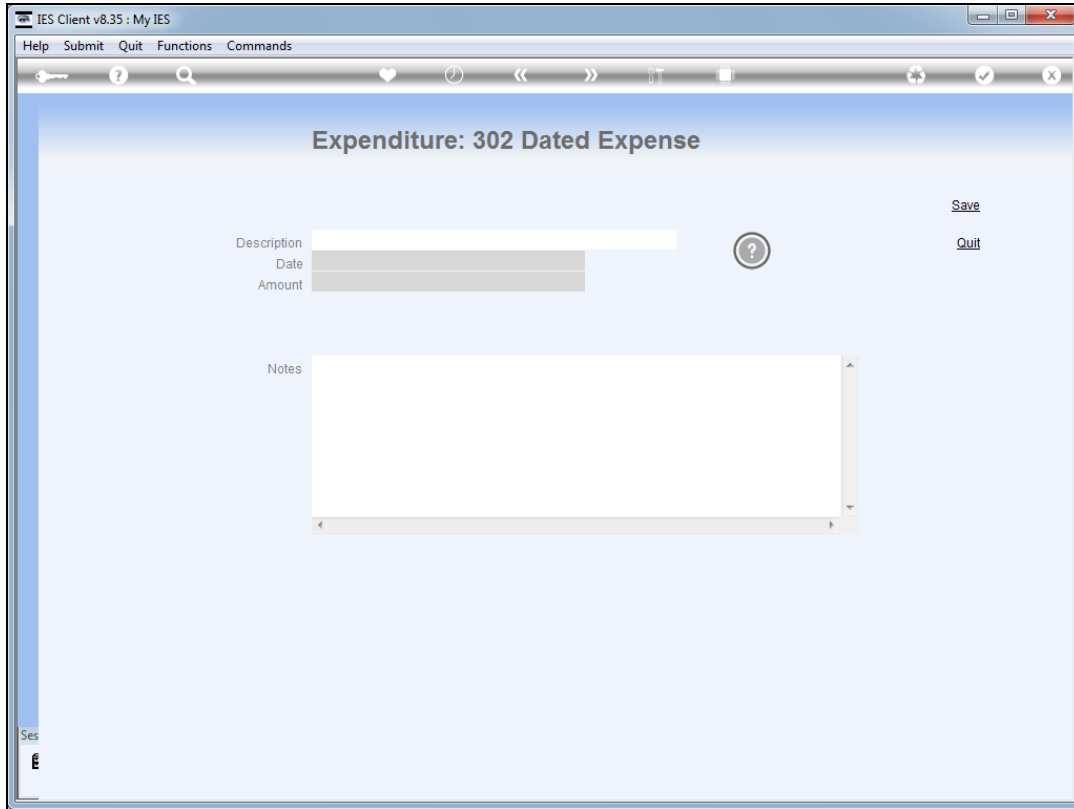 IES Client v8.35 : My IES
Help Submit Quit Functions Commands
Expenditure: 302 Dated Expense
Save
Description
Quit
Date
Amount
Notes
Ses